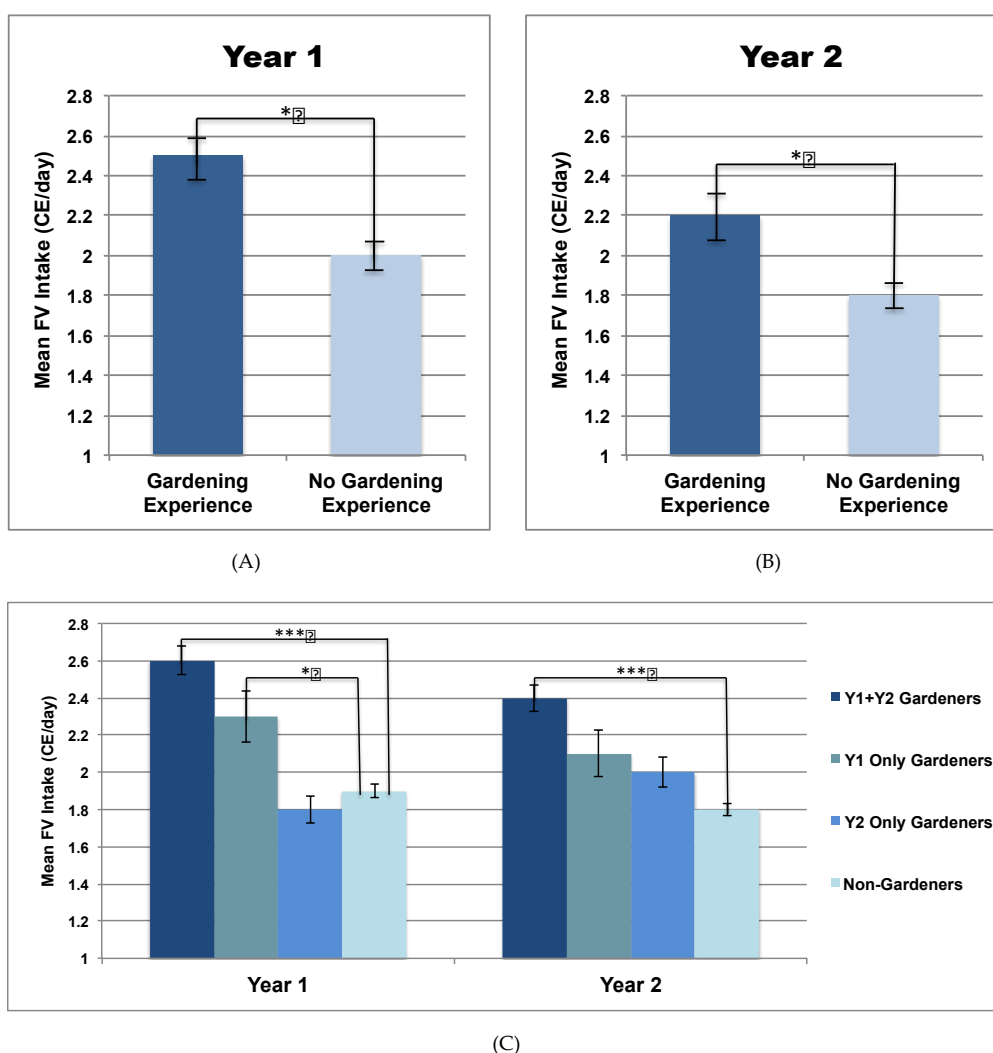 Year 1
Mean FV Intake (CE/day)
2.8
2.6
2.4
2.2
2
1.8
1.6
1.4
1.2
1
*
Gardening
Experience
No Gardening
Experience
(A)
Year 2
Mean FV Intake (CE/day)
2.8
2.6
2.4
2.2
2
1.8
1.6
1.4
1.2
1
*
Gardening
Experience
No Gardening
Experience
(B)
Mean FV Intake (CE/day)
2.8
2.6
2.4
2.2
2
1.8
1.6
1.4
1.2
1
***
*
***
Year 1
Year 2
Y1+Y2 Gardeners
Y1 Only Gardeners
Y2 Only Gardeners
Non-Gardeners
(C)